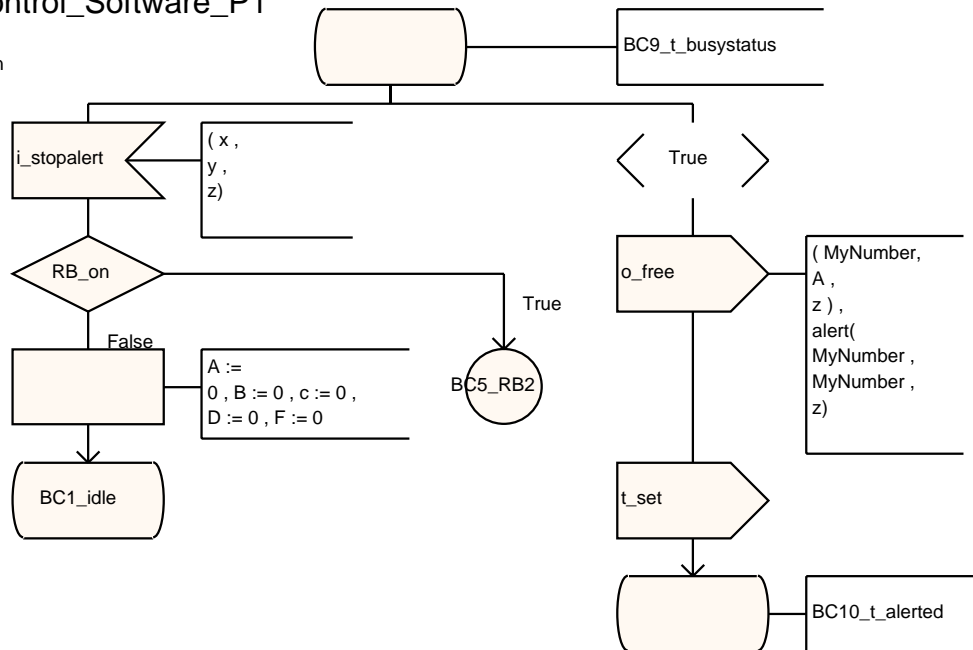 ontrol_Software_P1
n
BC9_t_busystatus
i_stopalert
( x ,
y ,
z)
True
RB_on
True
False
o_free
( MyNumber,
A ,
z ) ,
alert(
MyNumber ,
MyNumber ,
z)
A :=
0 , B := 0 , c := 0 ,
D := 0 , F := 0
BC5_RB2
BC1_idle
t_set
BC10_t_alerted